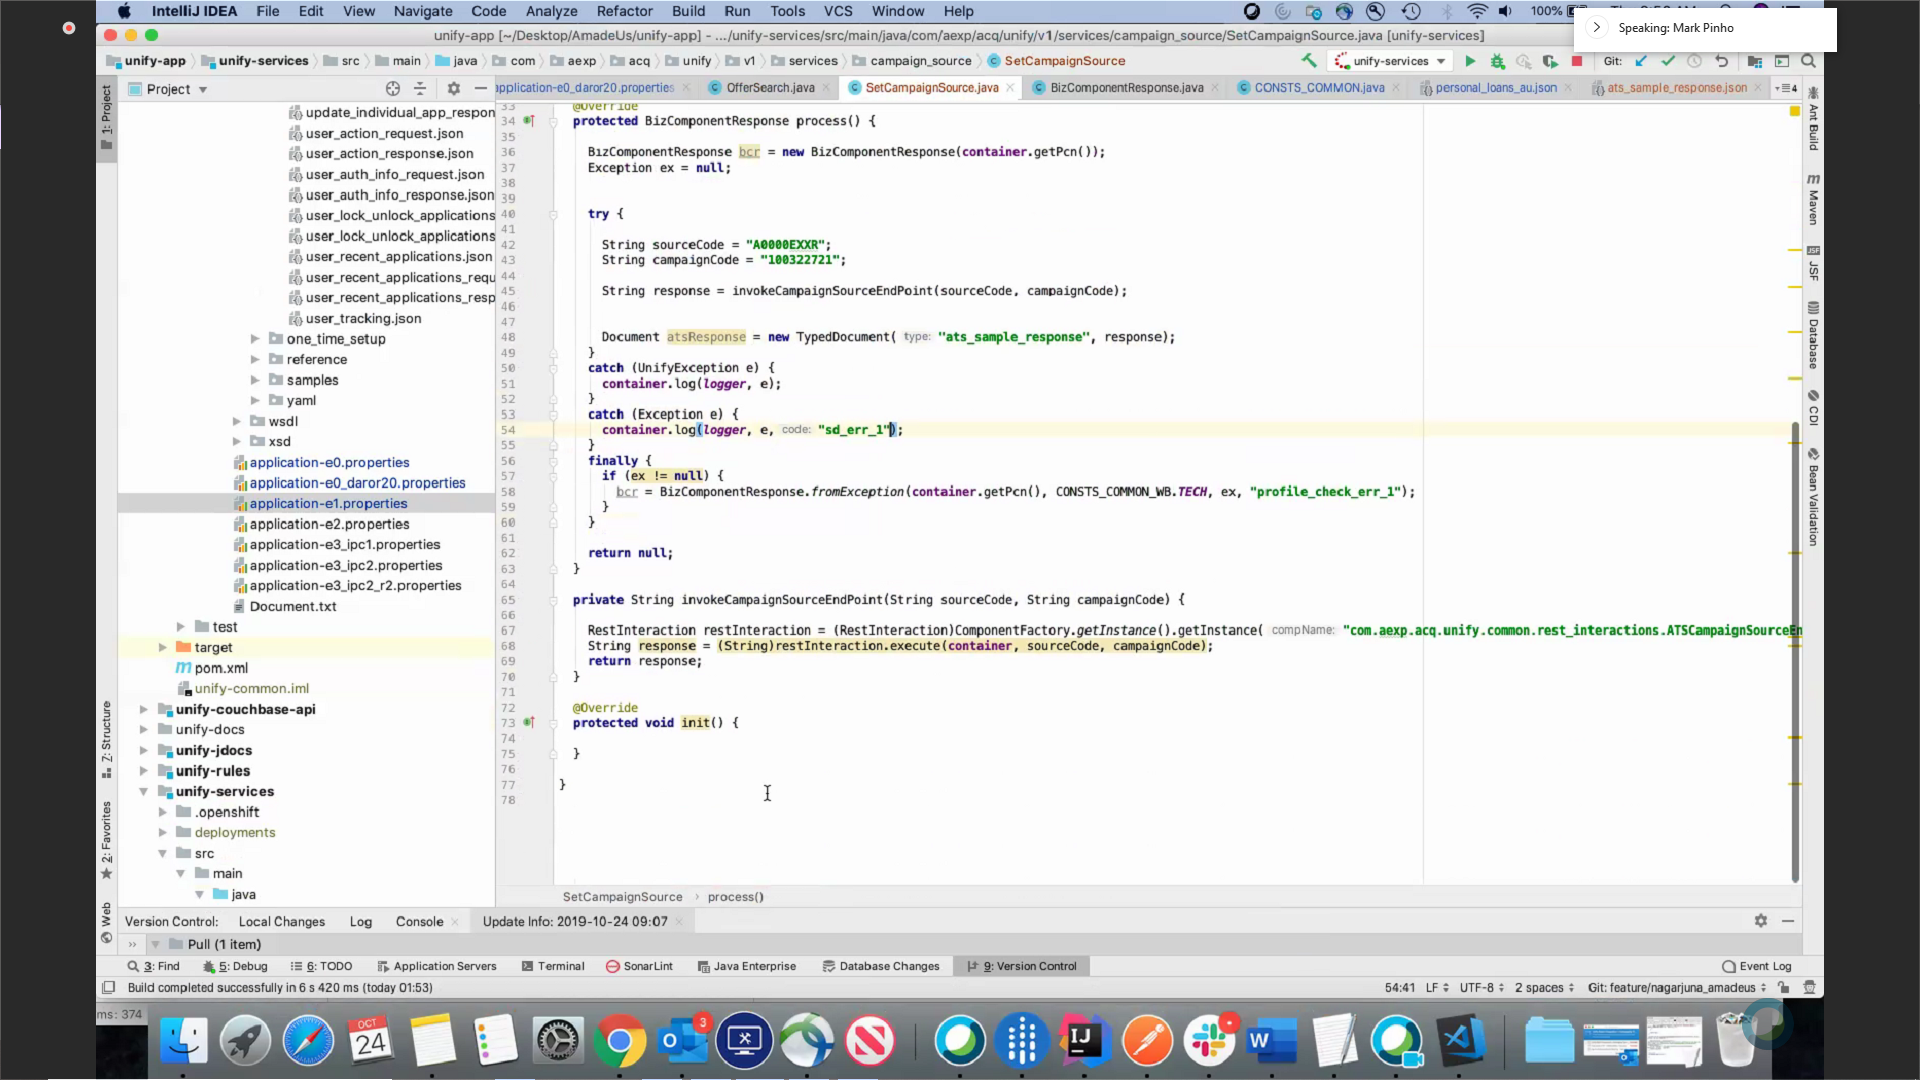 IntelliJ IDEA File Edit View Navigate Code Analyze Refactor Build Run Tools VCS Window Help 100%
Speaking: Mark Pinho
unify-app [~/Desktop/AmadeUs/unify-app] - .../unify-services/src/main/java/com/aexp/acq/unify/v1/services/campaign_source/SetCampaignSource.java [unify-services]
unify-app unify-services src main java com aexp acq unify v1 services campaign_source SetCampaignSource unify-services Git:
Project application-e0_daror20.properties OfferSearch.java SetCampaignSource.java BizComponentResponse.java CONSTS_COMMON.java personal_loans_au.json ats_sample_response.json 4
1: Project
7: Structure
2: Favorites
Web
update_individual_app_respon
user_action_request.json
user_action_response.json
user_auth_info_request.json
user_auth_info_response.json
user_lock_unlock_applications
user_lock_unlock_applications
user_recent_applications.json
user_recent_applications_requ
user_recent_applications_resp
user_tracking.json
one_time_setup
reference
samples
yaml
wsdl
xsd
application-e0.properties
application-e0_daror20.properties
application-e1.properties
application-e2.properties
application-e3_ipc1.properties
application-e3_ipc2.properties
application-e3_ipc2_r2.properties
Document.txt
test
target
pom.xml
unify-common.iml
unify-couchbase-api
unify-docs
unify-jdocs
unify-rules
unify-services
.openshift
deployments
src
main
java
33 @Override
34 protected BizComponentResponse process() {
35
36 BizComponentResponse bcr = new BizComponentResponse(container.getPcn());
37 Exception ex = null;
38
39
40 try {
41
42 String sourceCode = "A0000EXXR";
43 String campaignCode = "100322721";
44
45 String response = invokeCampaignSourceEndPoint(sourceCode, campaignCode);
46
47
48 Document atsResponse = new TypedDocument( type: "ats_sample_response", response);
49 }
50 catch (UnifyException e) {
51 container.log(logger, e);
52 }
53 catch (Exception e) {
54 container.log(logger, e, code: "sd_err_1");
55 }
56 finally {
57 if (ex != null) {
58 bcr = BizComponentResponse.fromException(container.getPcn(), CONSTS_COMMON_WB.TECH, ex, "profile_check_err_1");
59 }
60 }
61
62 return null;
63 }
64
65 private String invokeCampaignSourceEndPoint(String sourceCode, String campaignCode) {
66
67 RestInteraction restInteraction = (RestInteraction)ComponentFactory.getInstance().getInstance( compName: "com.aexp.acq.unify.common.rest_interactions.ATSCampaignSourceEn
68 String response = (String)restInteraction.execute(container, sourceCode, campaignCode);
69 return response;
70 }
71
72 @Override
73 protected void init() {
74
75 }
76
77 }
78
SetCampaignSource process()
Ant Build
Maven
JSF
Database
CDI
Bean Validation
Version Control: Local Changes Log Console Update Info: 2019-10-24 09:07
Pull (1 item)
3: Find 5: Debug 6: TODO Application Servers Terminal SonarLint Java Enterprise Database Changes 9: Version Control Event Log
Build completed successfully in 6 s 420 ms (today 01:53) 54:41 LF UTF-8 2 spaces Git: feature/nagarjuna_amadeus
ms: 374
OCT
24
3
IJ
W